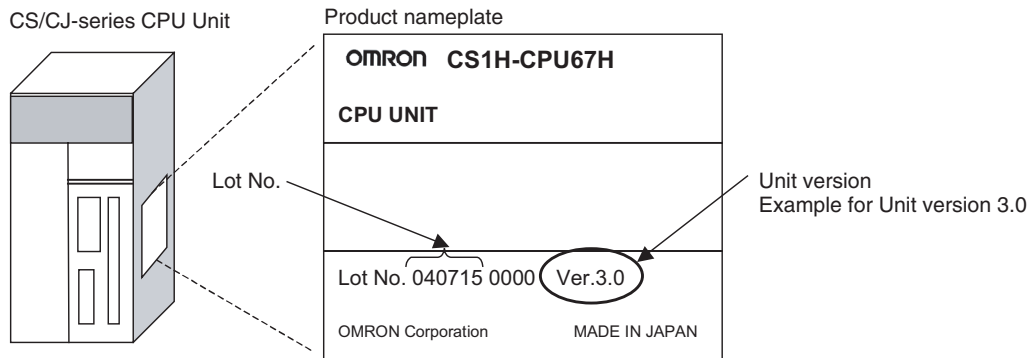 CS/CJ-series CPU Unit
Product nameplate
OMRON CS1H-CPU67H
CPU UNIT
Lot No.
Unit version
Example for Unit version 3.0
Lot No. 040715 0000 Ver.3.0
OMRON Corporation MADE IN JAPAN